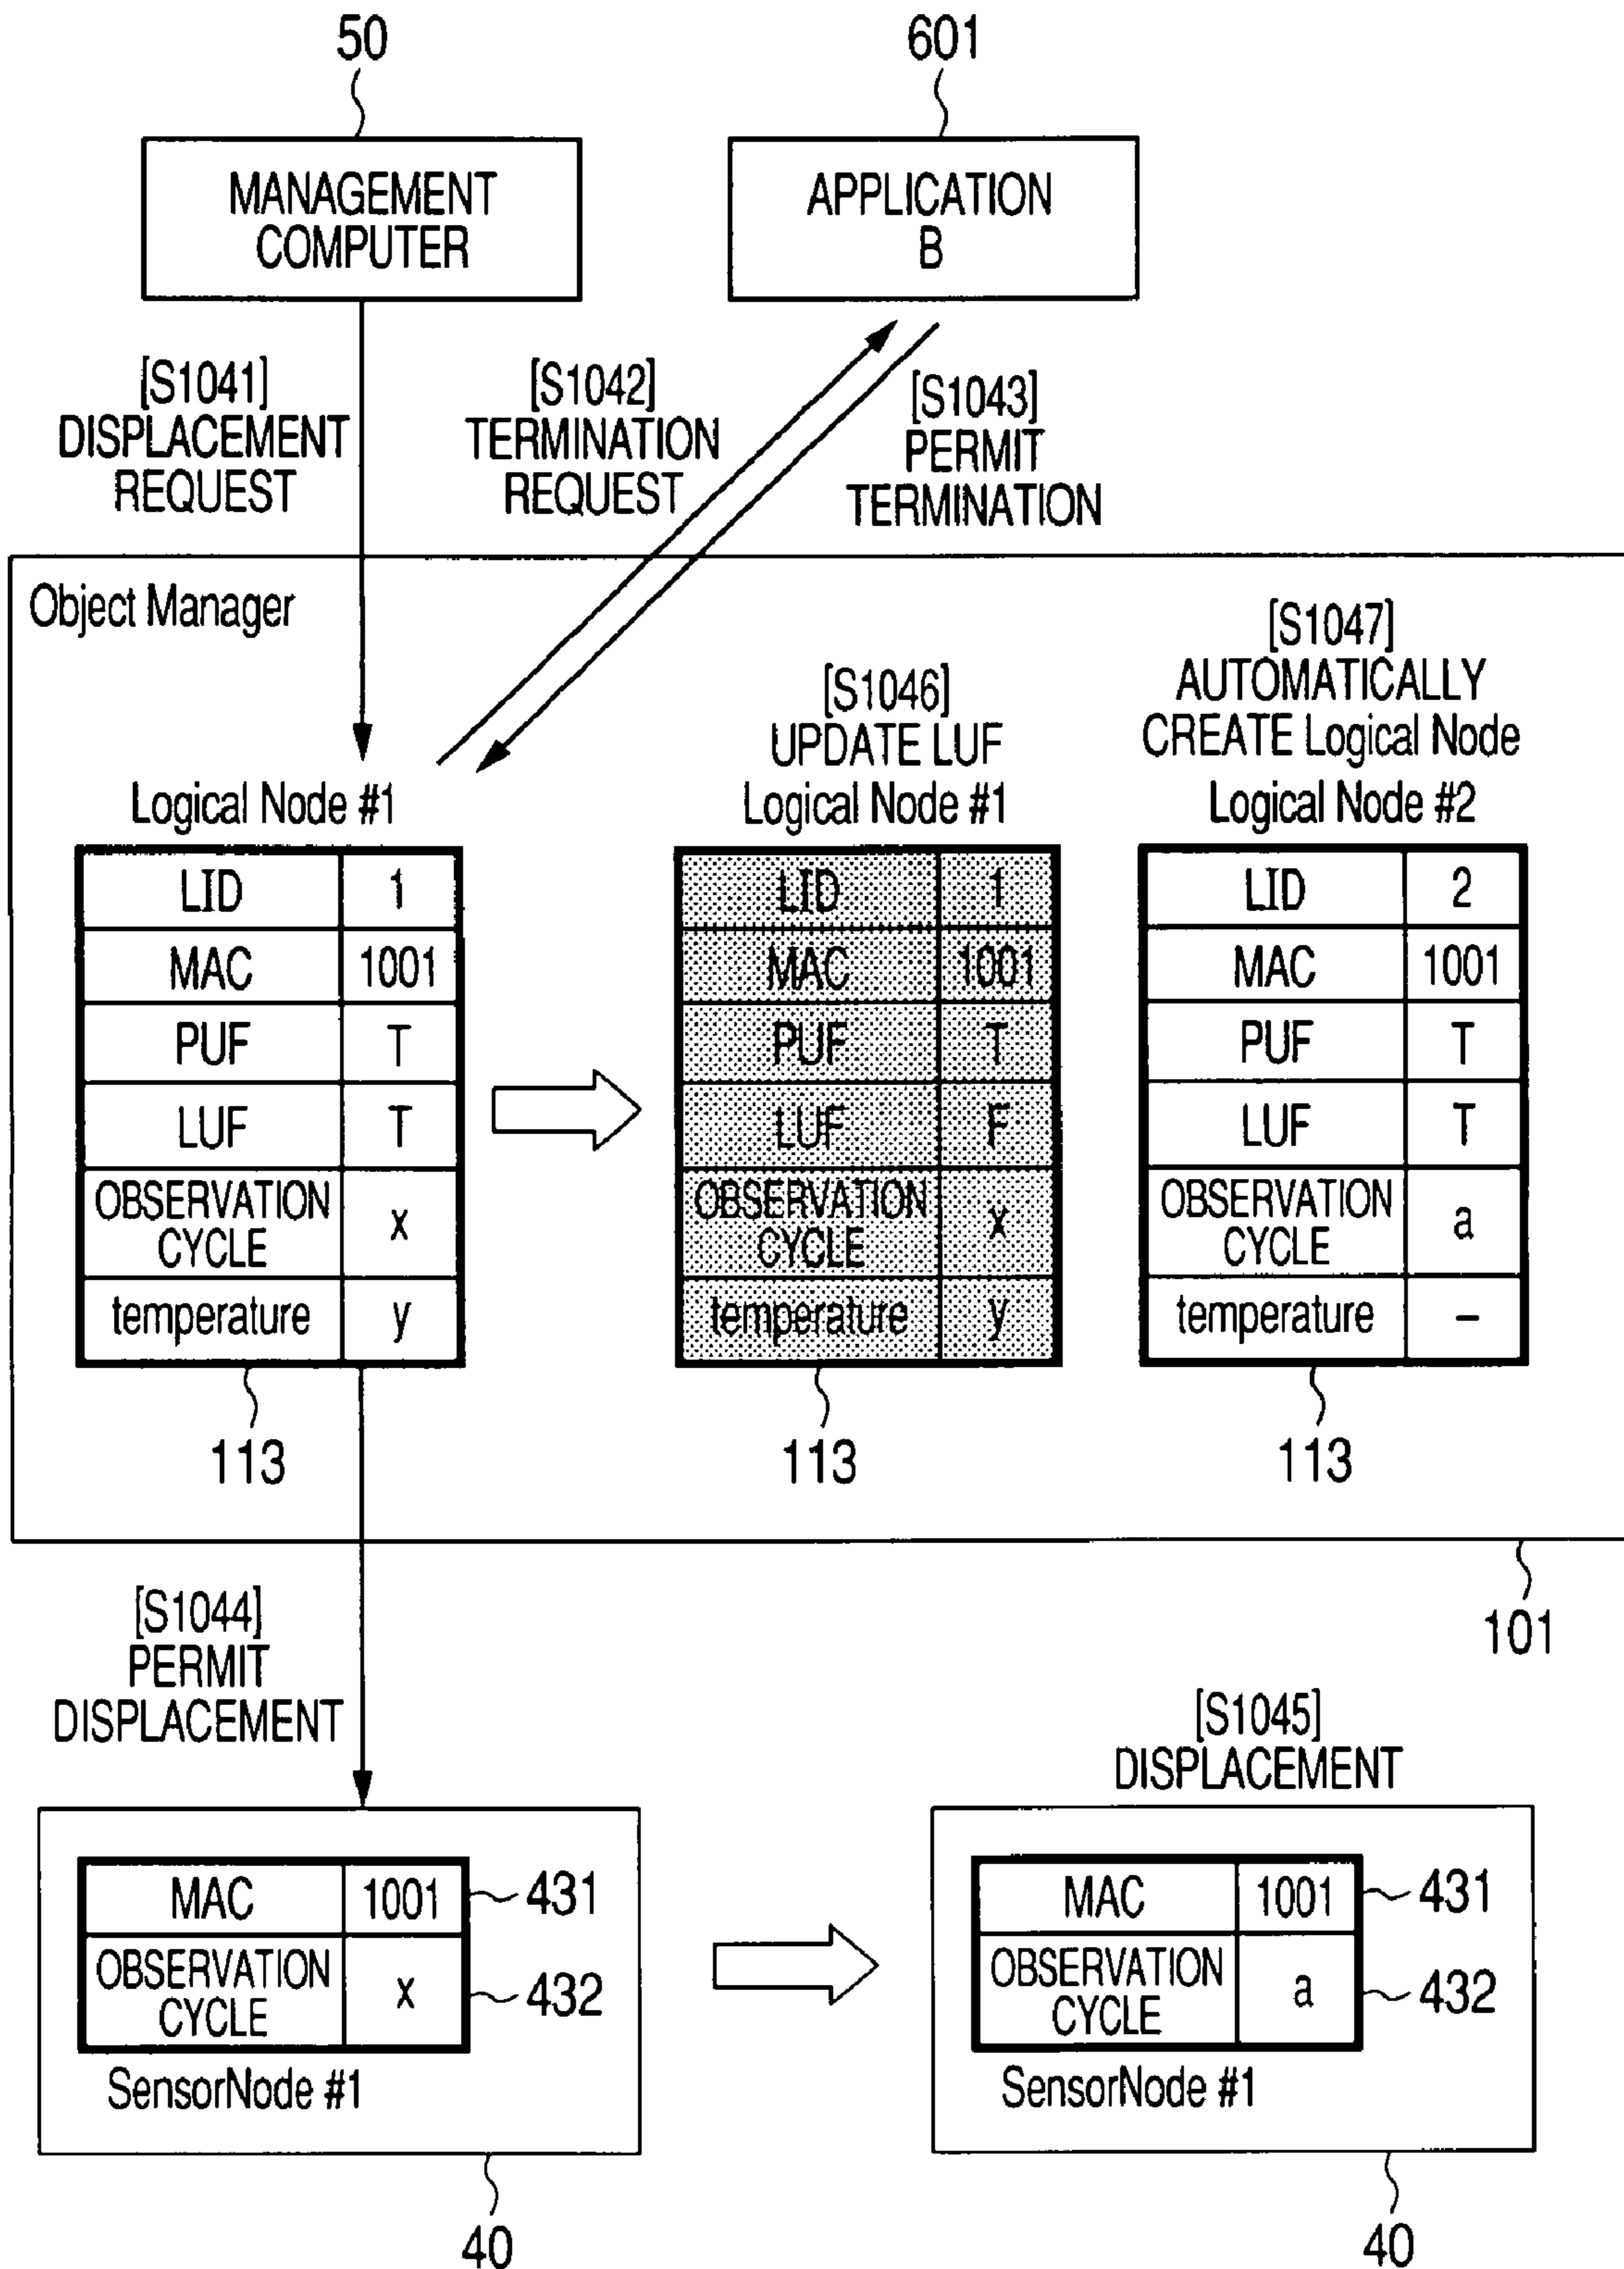 50
601
MANAGEMENT
COMPUTER
APPLICATION
B
[S1041]
DISPLACEMENT
REQUEST
[S1042]
TERMINATION
REQUEST
[S1043]
PERMIT
TERMINATION
Object Manager
[S1046]
UPDATE LUF
[S1047]
AUTOMATICALLY
CREATE Logical Node
Logical Node #1
LID 1
MAC 1001
PUF T
LUF T
OBSERVATION
CYCLE x
temperature y
113
Logical Node #1
LID 1
MAC 1001
PUF T
LUF F
OBSERVATION
CYCLE x
temperature y
113
Logical Node #2
LID 2
MAC 1001
PUF T
LUF T
OBSERVATION
CYCLE a
temperature –
113
101
[S1044]
PERMIT
DISPLACEMENT
[S1045]
DISPLACEMENT
MAC 1001
431
OBSERVATION
CYCLE x
432
SensorNode #1
40
MAC 1001
431
OBSERVATION
CYCLE a
432
SensorNode #1
40